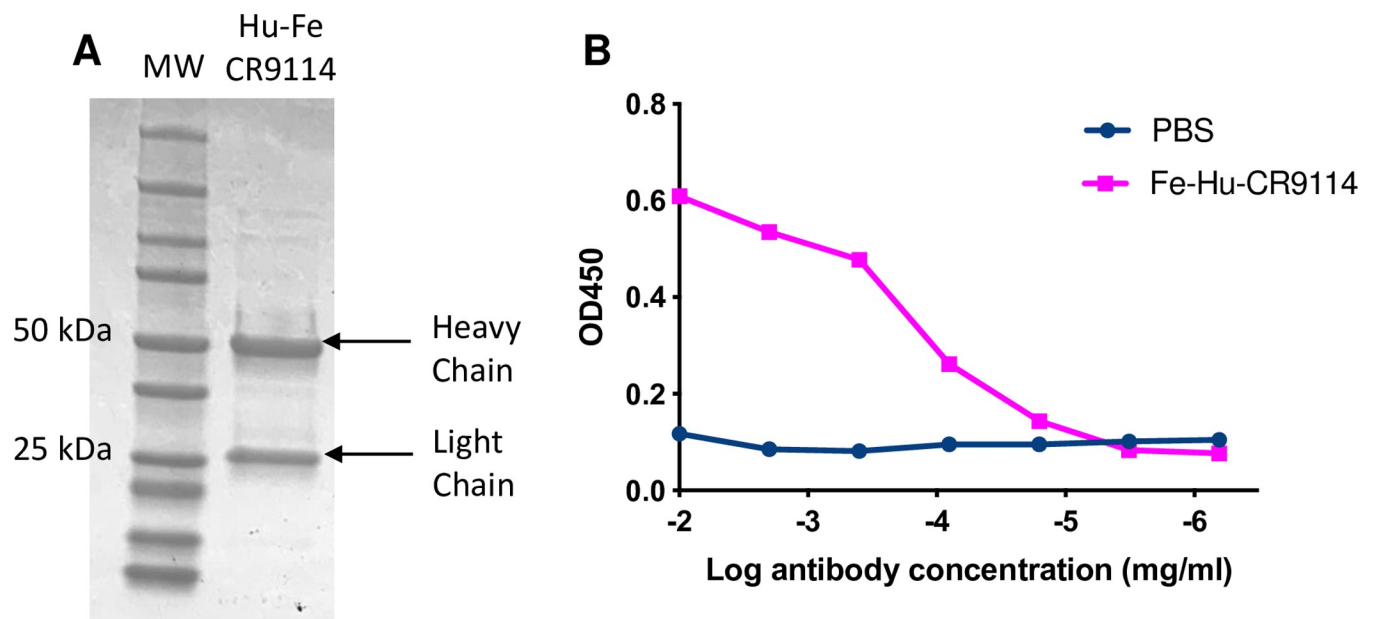 A
MW
Hu-Fe
CR9114
50 kDa
Heavy
Chain
25 kDa
Light
Chain
B
0.8
0.6
0.4
0.2
0.0
OD450
-2 -3 -4 -5 -6
Log antibody concentration (mg/ml)
PBS
Fe-Hu-CR9114